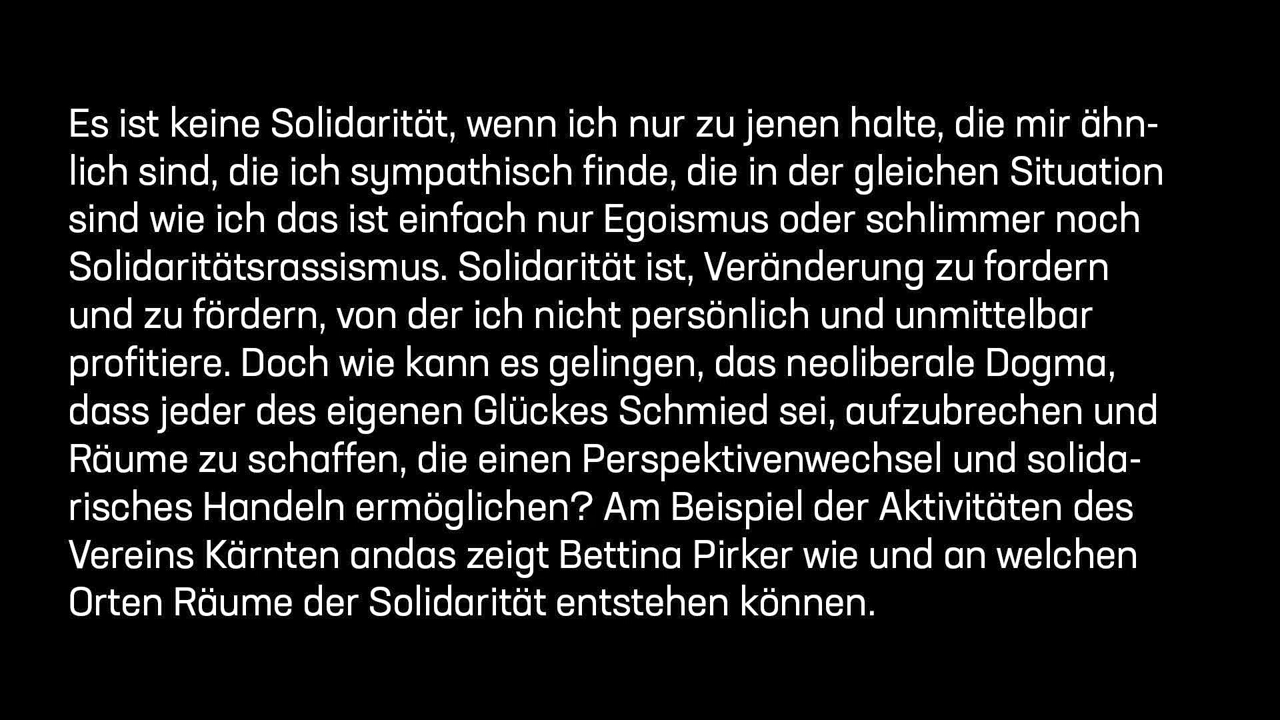 Es ist keine Solidarität, wenn ich nur zu jenen halte, die mir ähn-
lich sind, die ich sympathisch finde, die in der gleichen Situation
sind wie ich das ist einfach nur Egoismus oder schlimmer noch
Solidaritätsrassismus. Solidarität ist, Veränderung zu fordern
und zu fördern, von der ich nicht persönlich und unmittelbar
profitiere. Doch wie kann es gelingen, das neoliberale Dogma,
dass jeder des eigenen Glückes Schmied sei, aufzubrechen und
Räume zu schaffen, die einen Perspektivenwechsel und solida-
risches Handeln ermöglichen? Am Beispiel der Aktivitäten des
Vereins Kärnten andas zeigt Bettina Pirker wie und an welchen
Orten Räume der Solidarität entstehen können.